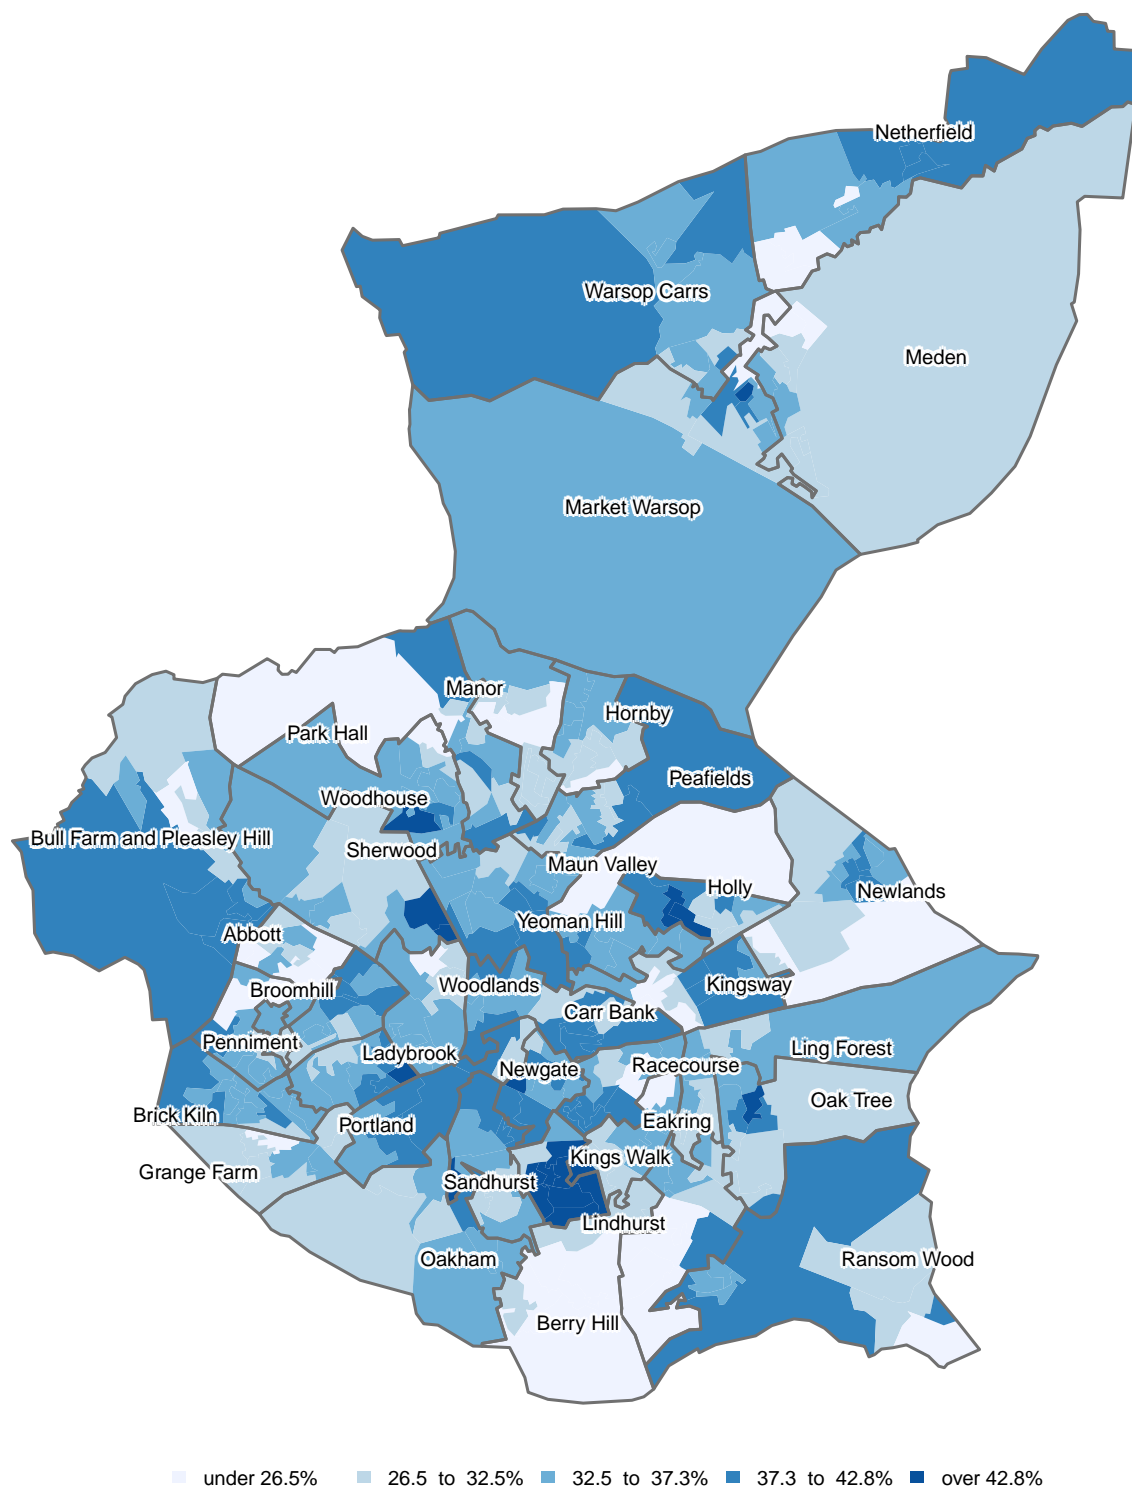 Netherfield
Warsop Carrs
Meden
Market Warsop
Manor
Hornby
Park Hall
Peafields
Woodhouse
Bull Farm and Pleasley Hill
Sherwood
Maun Valley
Holly
Newlands
Yeoman Hill
Abbott
Woodlands
Kingsway
Broomhill
Carr Bank
Penniment
Ladybrook
Ling Forest
Newgate
Racecourse
Oak Tree
Brick Kiln
Portland
Eakring
Kings Walk
Grange Farm
Sandhurst
Lindhurst
Oakham
Ransom Wood
Berry Hill
under 26.5% 26.5 to 32.5% 32.5 to 37.3% 37.3 to 42.8% over 42.8%